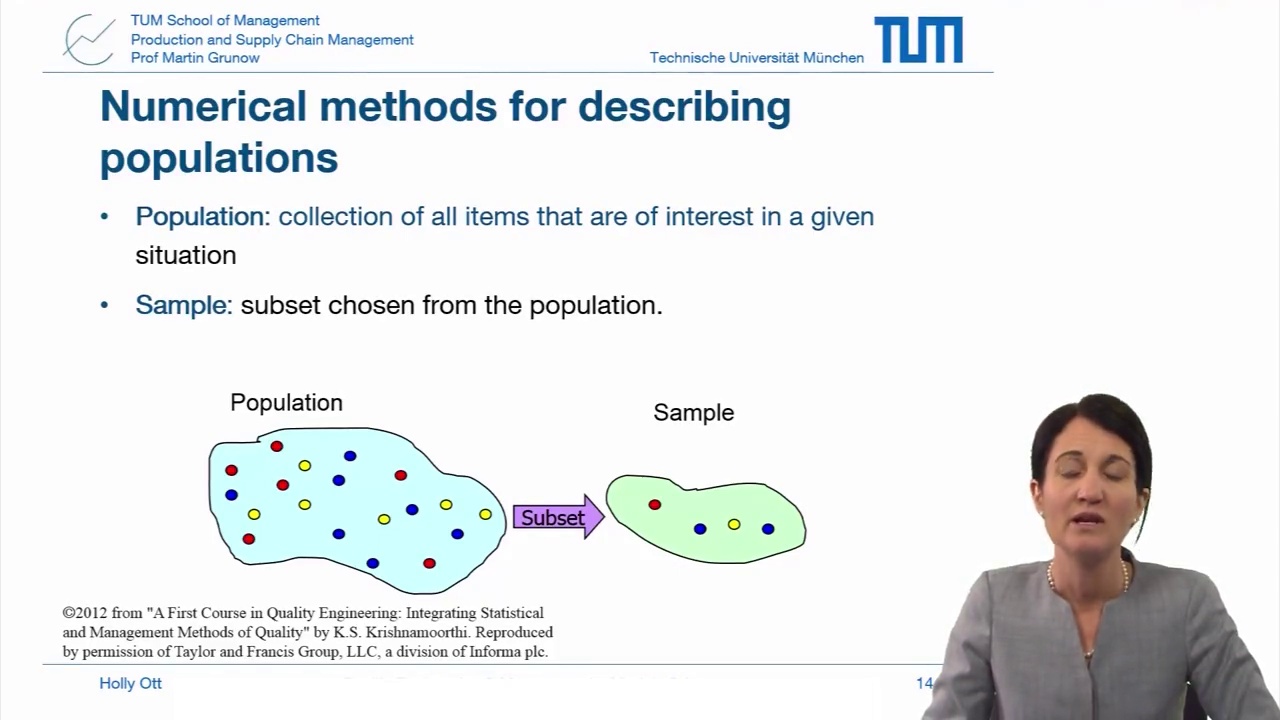 TUM School of Management
Production and Supply Chain Management
Prof Martin Grunow
Technische Universität München
TUM
Numerical methods for describing
populations
• Population: collection of all items that are of interest in a given
situation
• Sample: subset chosen from the population.
Population
Sample
Subset
©2012 from "A First Course in Quality Engineering: Integrating Statistical
and Management Methods of Quality" by K.S. Krishnamoorthi. Reproduced
by permission of Taylor and Francis Group, LLC, a division of Informa plc.
Holly Ott
14